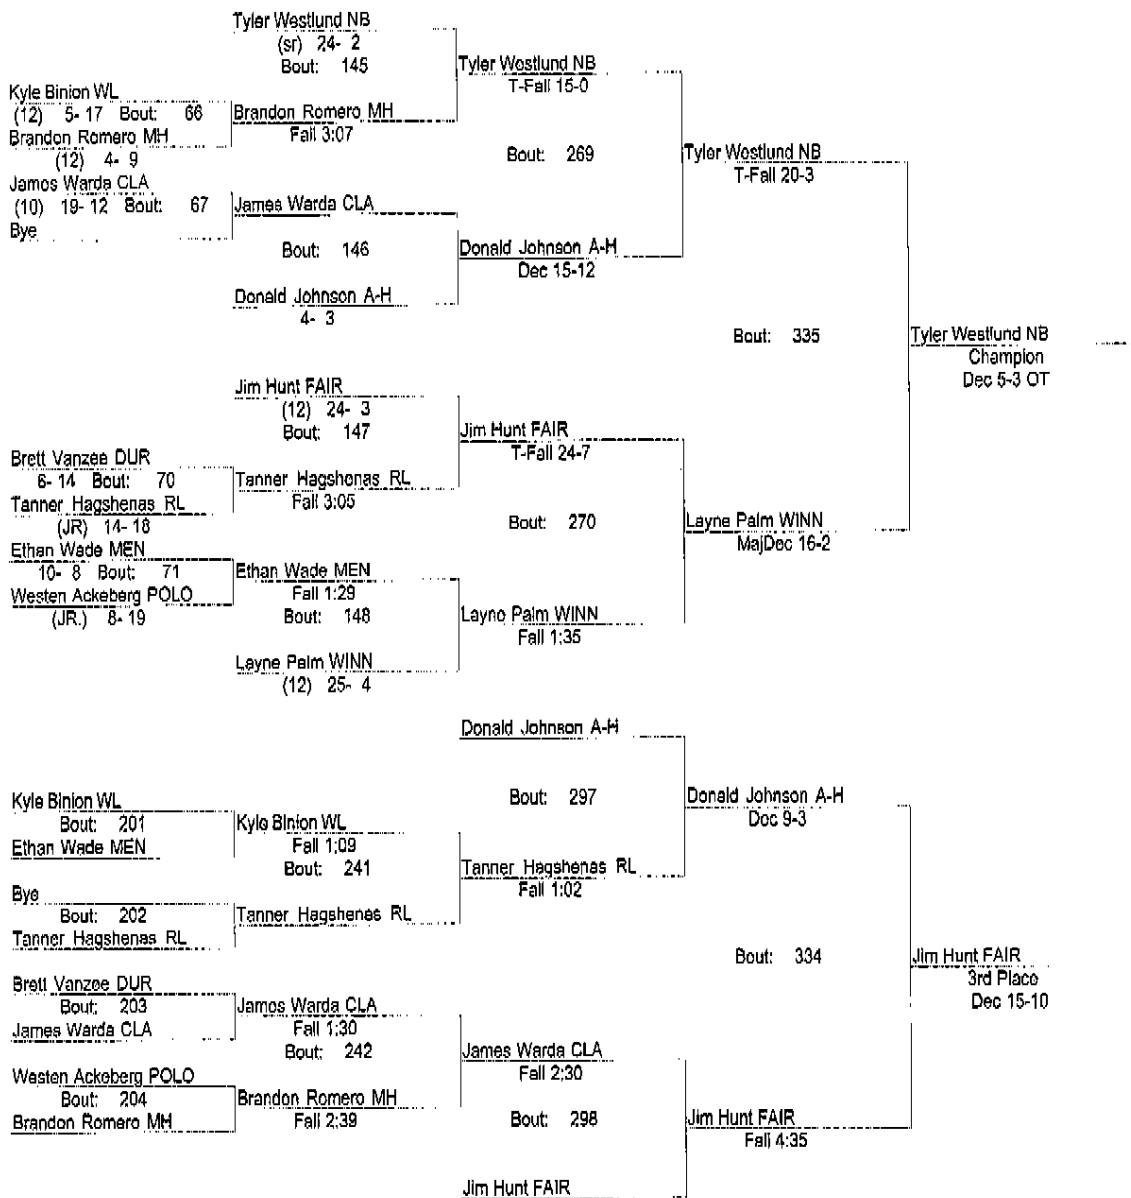 Tyler Westlund NB
(sr) 24- 2
Bout: 145
Tyler Westlund NB
T-Fall 15-0
Kyle Binion WL
(12) 5- 17 Bout: 66
Brandon Romero MH
Fall 3:07
Brandon Romero MH
(12) 4- 9
Bout: 269
Tyler Westlund NB
T-Fall 20-3
James Warda CLA
(10) 19- 12 Bout: 67
James Warda CLA
Bye
Bout: 146
Donald Johnson A-H
Dec 15-12
Donald Johnson A-H
4- 3
Bout: 335
Tyler Westlund NB
Champion
Dec 5-3 OT
Jim Hunt FAIR
(12) 24- 3
Bout: 147
Jim Hunt FAIR
T-Fall 24-7
Brett Vanzee DUR
6- 14 Bout: 70
Tanner Hagshenas RL
Fall 3:05
Tanner Hagshenas RL
(JR) 14- 18
Bout: 270
Layne Palm WINN
MajDec 16-2
Ethan Wade MEN
10- 8 Bout: 71
Ethan Wade MEN
Fall 1:29
Westen Ackeberg POLO
(JR.) 8- 19
Bout: 148
Layne Palm WINN
Fall 1:35
Layne Palm WINN
(12) 25- 4
Donald Johnson A-H
Bout: 297
Donald Johnson A-H
Dec 9-3
Kyle Binion WL
Bout: 201
Kyle Binion WL
Fall 1:09
Ethan Wade MEN
Bout: 241
Tanner Hagshenas RL
Fall 1:02
Bye
Bout: 202
Tanner Hagshenas RL
Tanner Hagshenas RL
Bout: 334
Jim Hunt FAIR
3rd Place
Dec 15-10
Brett Vanzee DUR
Bout: 203
James Warda CLA
Fall 1:30
James Warda CLA
Bout: 242
James Warda CLA
Fall 2:30
Westen Ackeberg POLO
Bout: 204
Brandon Romero MH
Fall 2:39
Brandon Romero MH
Bout: 298
Jim Hunt FAIR
Fall 4:35
Jim Hunt FAIR